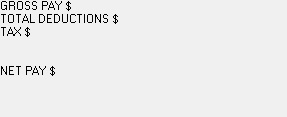 GROSS PAY $
TOTAL DEDUCTIONS $
TAX $
NET PAY $